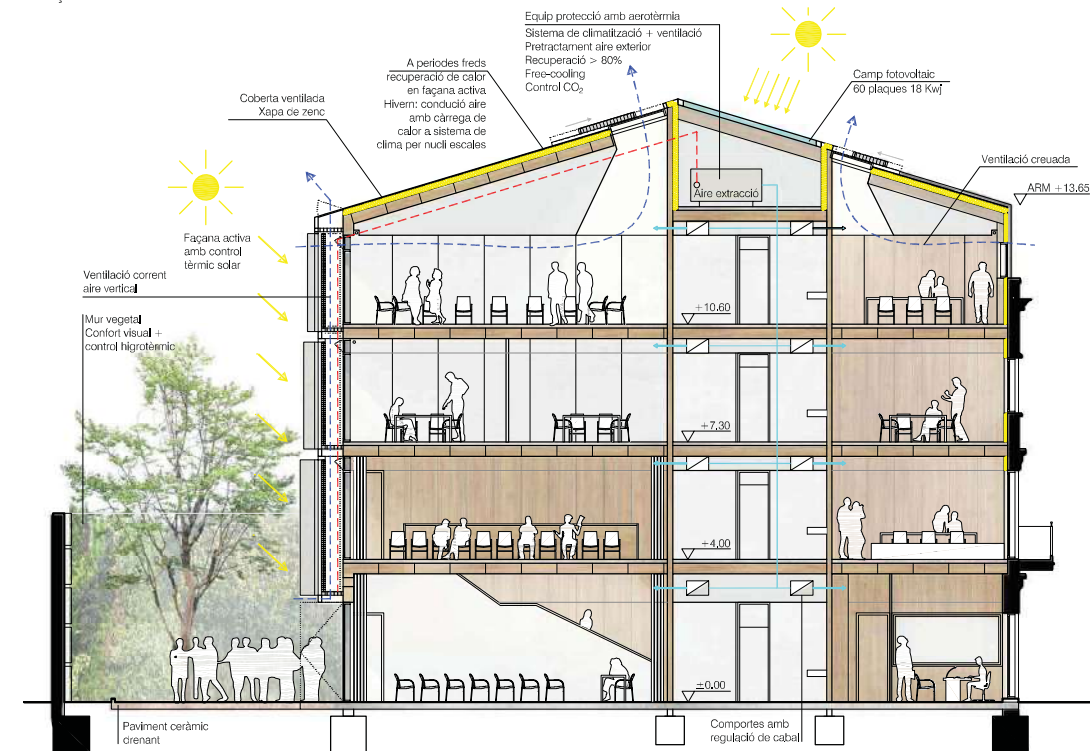 Equip protecció amb aerotèrmia
Sistema de climatització + ventilació
Pretractament aire exterior
Recuperació > 80%
Free-cooling
Control CO₂
A periodes freds
recuperació de calor
en façana activa
Hivern: conducció aire
amb càrrega de
calor a sistema de
clima per nucli escales
Camp fotovoltaic
60 plaques 18 Kwj
Coberta ventilada
Xapa de zenc
Ventilació creuada
ARM +13.65
Aire extracció
Façana activa
amb control
tèrmic solar
Ventilació corrent
aire vertical
Mur vegetal
Confort visual +
control higrotèrmic
+10.60
+7,30
+4,00
±0.00
Paviment ceràmic
drenant
Comportes amb
regulació de cabal